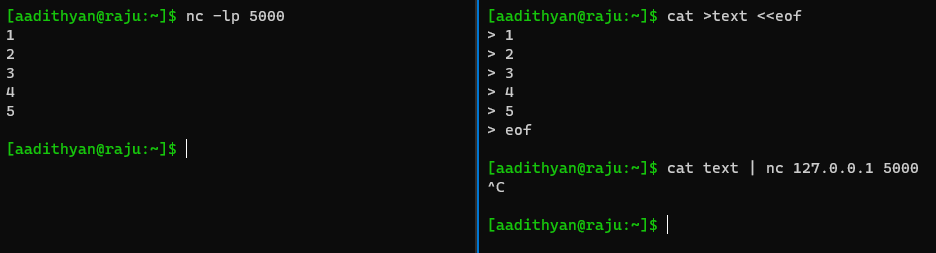 [aadithyan@raju:~]$ nc -lp 5000
1
2
3
4
5
[aadithyan@raju:~]$
[aadithyan@raju:~]$ cat >text <<eof
> 1
> 2
> 3
> 4
> 5
> eof
[aadithyan@raju:~]$ cat text | nc 127.0.0.1 5000
^C
[aadithyan@raju:~]$